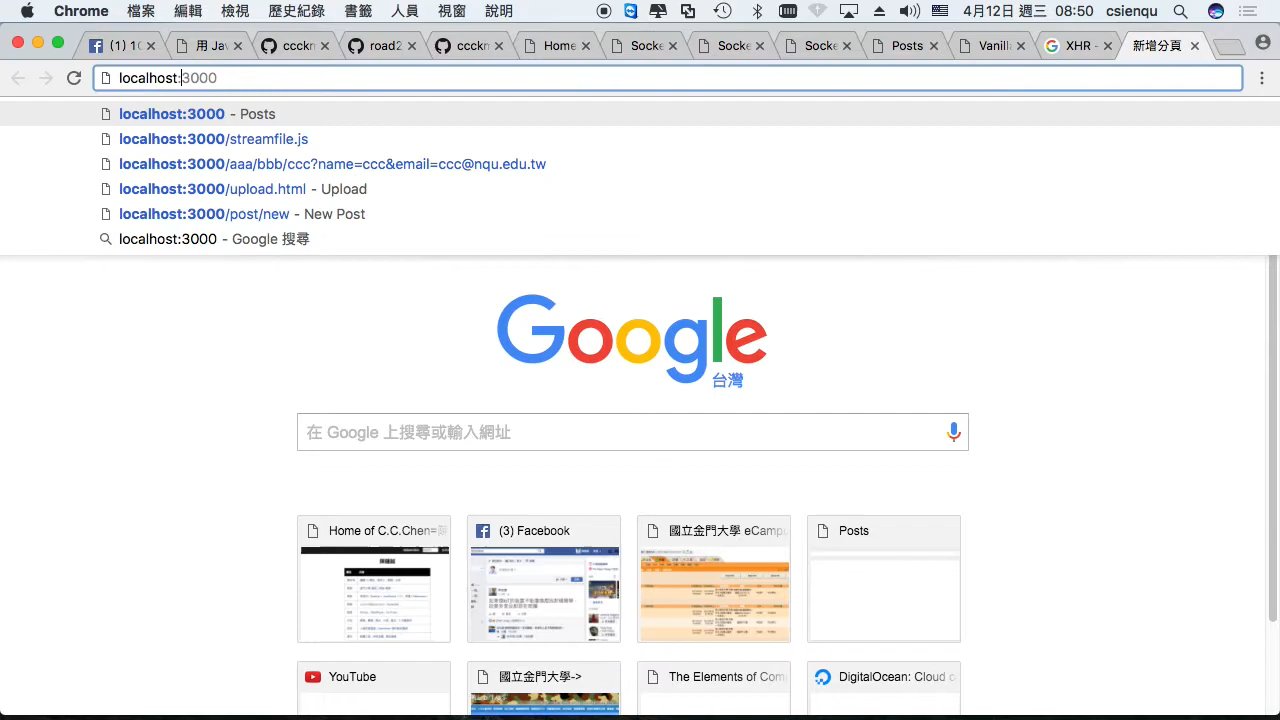 Chrome 檔案 編輯 檢視 歷史紀錄 書籤 人員 視窗 說明 4月12日 週三 08:50 csienqu
(1) 1( 用 Jav ccckn road2 ccckn Home Socke Socke Socke Posts Vanill XHR - 新增分頁
localhost:3000
localhost:3000 - Posts
localhost:3000/streamfile.js
localhost:3000/aaa/bbb/ccc?name=ccc&email=ccc@nqu.edu.tw
localhost:3000/upload.html - Upload
localhost:3000/post/new - New Post
localhost:3000 - Google 搜尋
Google
台灣
在 Google 上搜尋或輸入網址
Home of C.C.Chen= (3) Facebook 國立金門大學 eCampu Posts
YouTube 國立金門大學-> The Elements of Com DigitalOcean: Cloud c